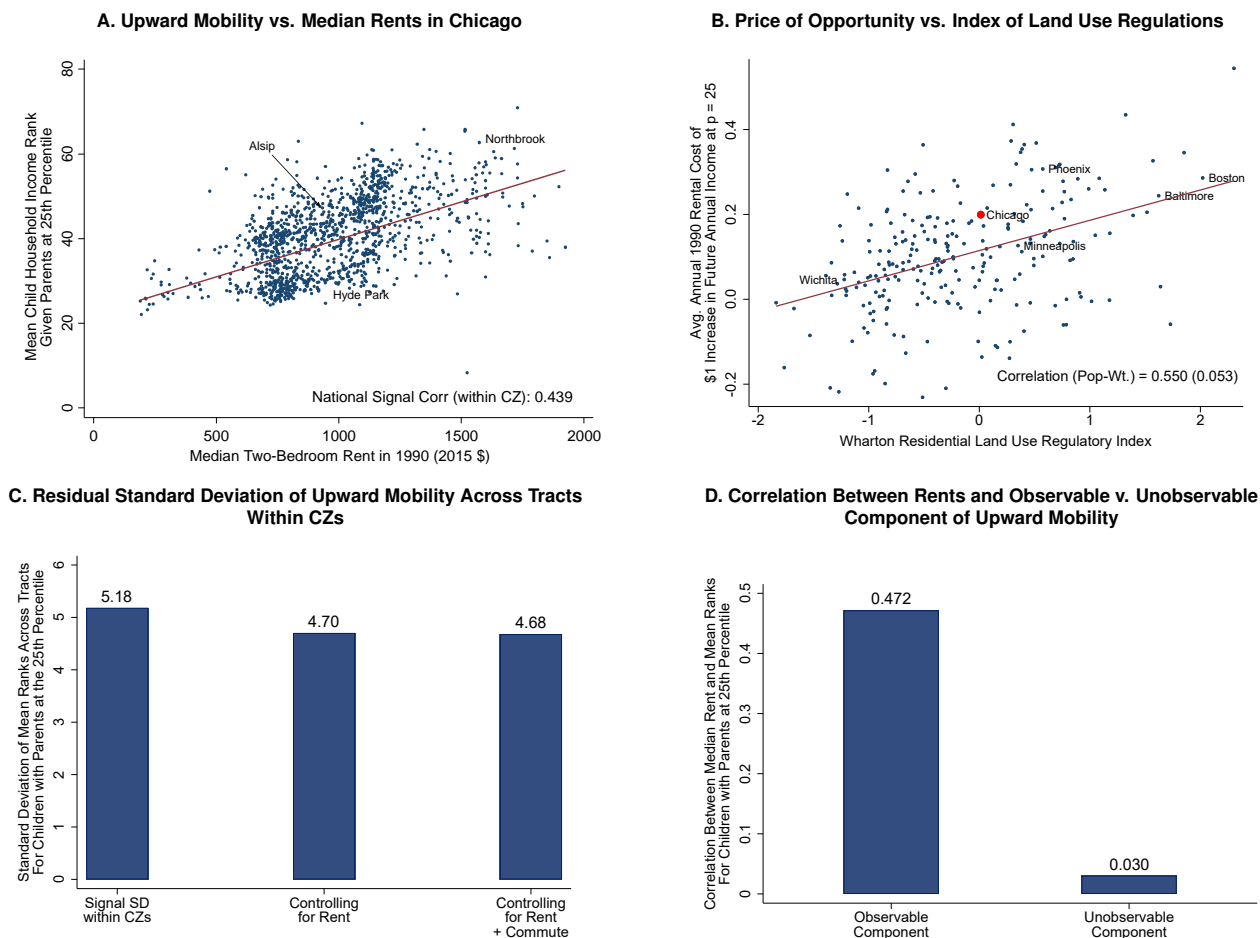 A. Upward Mobility vs. Median Rents in Chicago
Mean Child Household Income Rank
Given Parents at 25th Percentile
80
60
40
20
0
Alsip
Northbrook
Hyde Park
National Signal Corr (within CZ): 0.439
0
500
1000
1500
2000
Median Two-Bedroom Rent in 1990 (2015 $)
B. Price of Opportunity vs. Index of Land Use Regulations
Avg. Annual 1990 Rental Cost of
$1 Increase in Future Annual Income at p = 25
0.4
0.2
0.0
-0.2
Phoenix
Boston
Baltimore
Chicago
Minneapolis
Wichita
Correlation (Pop-Wt.) = 0.550 (0.053)
-2
-1
0
1
2
Wharton Residential Land Use Regulatory Index
C. Residual Standard Deviation of Upward Mobility Across Tracts
Within CZs
Standard Deviation of Mean Ranks Across Tracts
For Children with Parents at the 25th Percentile
6
5
4
3
2
1
0
5.18
4.70
4.68
Signal SD
within CZs
Controlling
for Rent
Controlling
for Rent
+ Commute
D. Correlation Between Rents and Observable v. Unobservable
Component of Upward Mobility
Correlation Between Median Rent and Mean Ranks
For Children with Parents at 25th Percentile
0.5
0.4
0.3
0.2
0.1
0
0.472
0.030
Observable
Component
Unobservable
Component